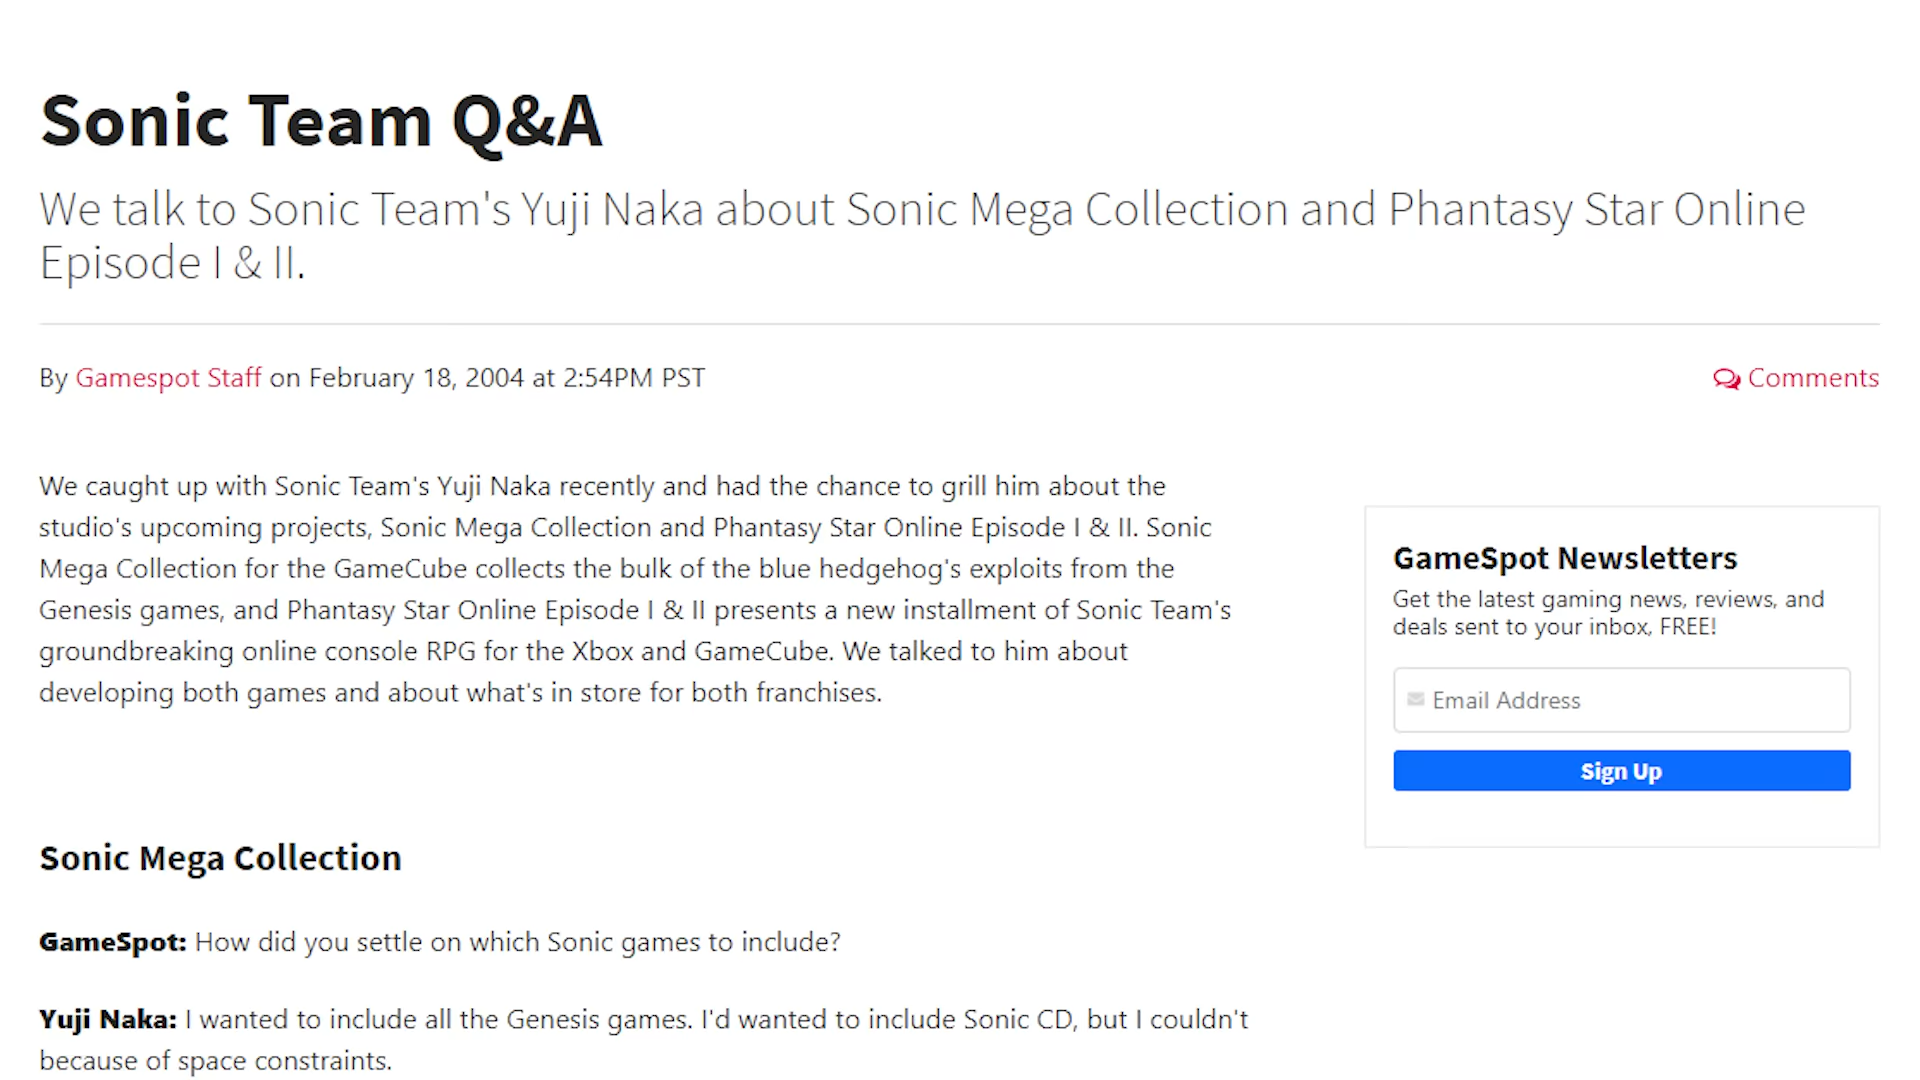 Sonic Team Q&A
We talk to Sonic Team's Yuji Naka about Sonic Mega Collection and Phantasy Star Online
Episode I & II.
By Gamespot Staff on February 18, 2004 at 2:54PM PST
Comments
We caught up with Sonic Team's Yuji Naka recently and had the chance to grill him about the
studio's upcoming projects, Sonic Mega Collection and Phantasy Star Online Episode I & II. Sonic
Mega Collection for the GameCube collects the bulk of the blue hedgehog's exploits from the
Genesis games, and Phantasy Star Online Episode I & II presents a new installment of Sonic Team's
groundbreaking online console RPG for the Xbox and GameCube. We talked to him about
developing both games and about what's in store for both franchises.
GameSpot Newsletters
Get the latest gaming news, reviews, and
deals sent to your inbox, FREE!
Email Address
Sign Up
Sonic Mega Collection
GameSpot: How did you settle on which Sonic games to include?
Yuji Naka: I wanted to include all the Genesis games. I'd wanted to include Sonic CD, but I couldn't
because of space constraints.